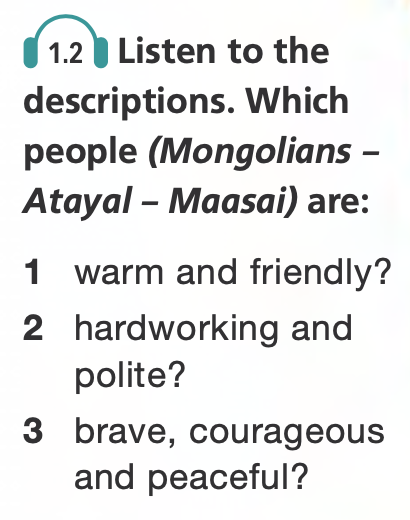 1.2 Listen to the
descriptions. Which
people (Mongolians –
Atayal – Maasai) are:
1 warm and friendly?
2 hardworking and
polite?
3 brave, courageous
and peaceful?